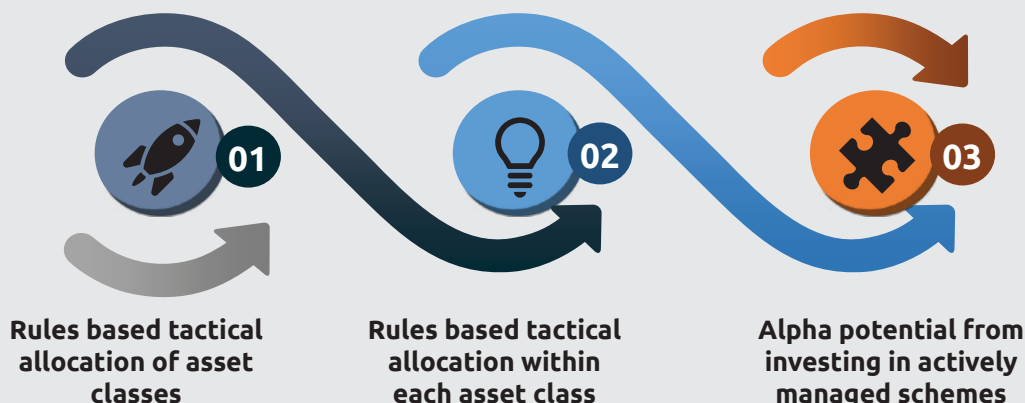 01
02
03
Rules based tactical
allocation of asset
classes
Rules based tactical
allocation within
each asset class
Alpha potential from
investing in actively
managed schemes